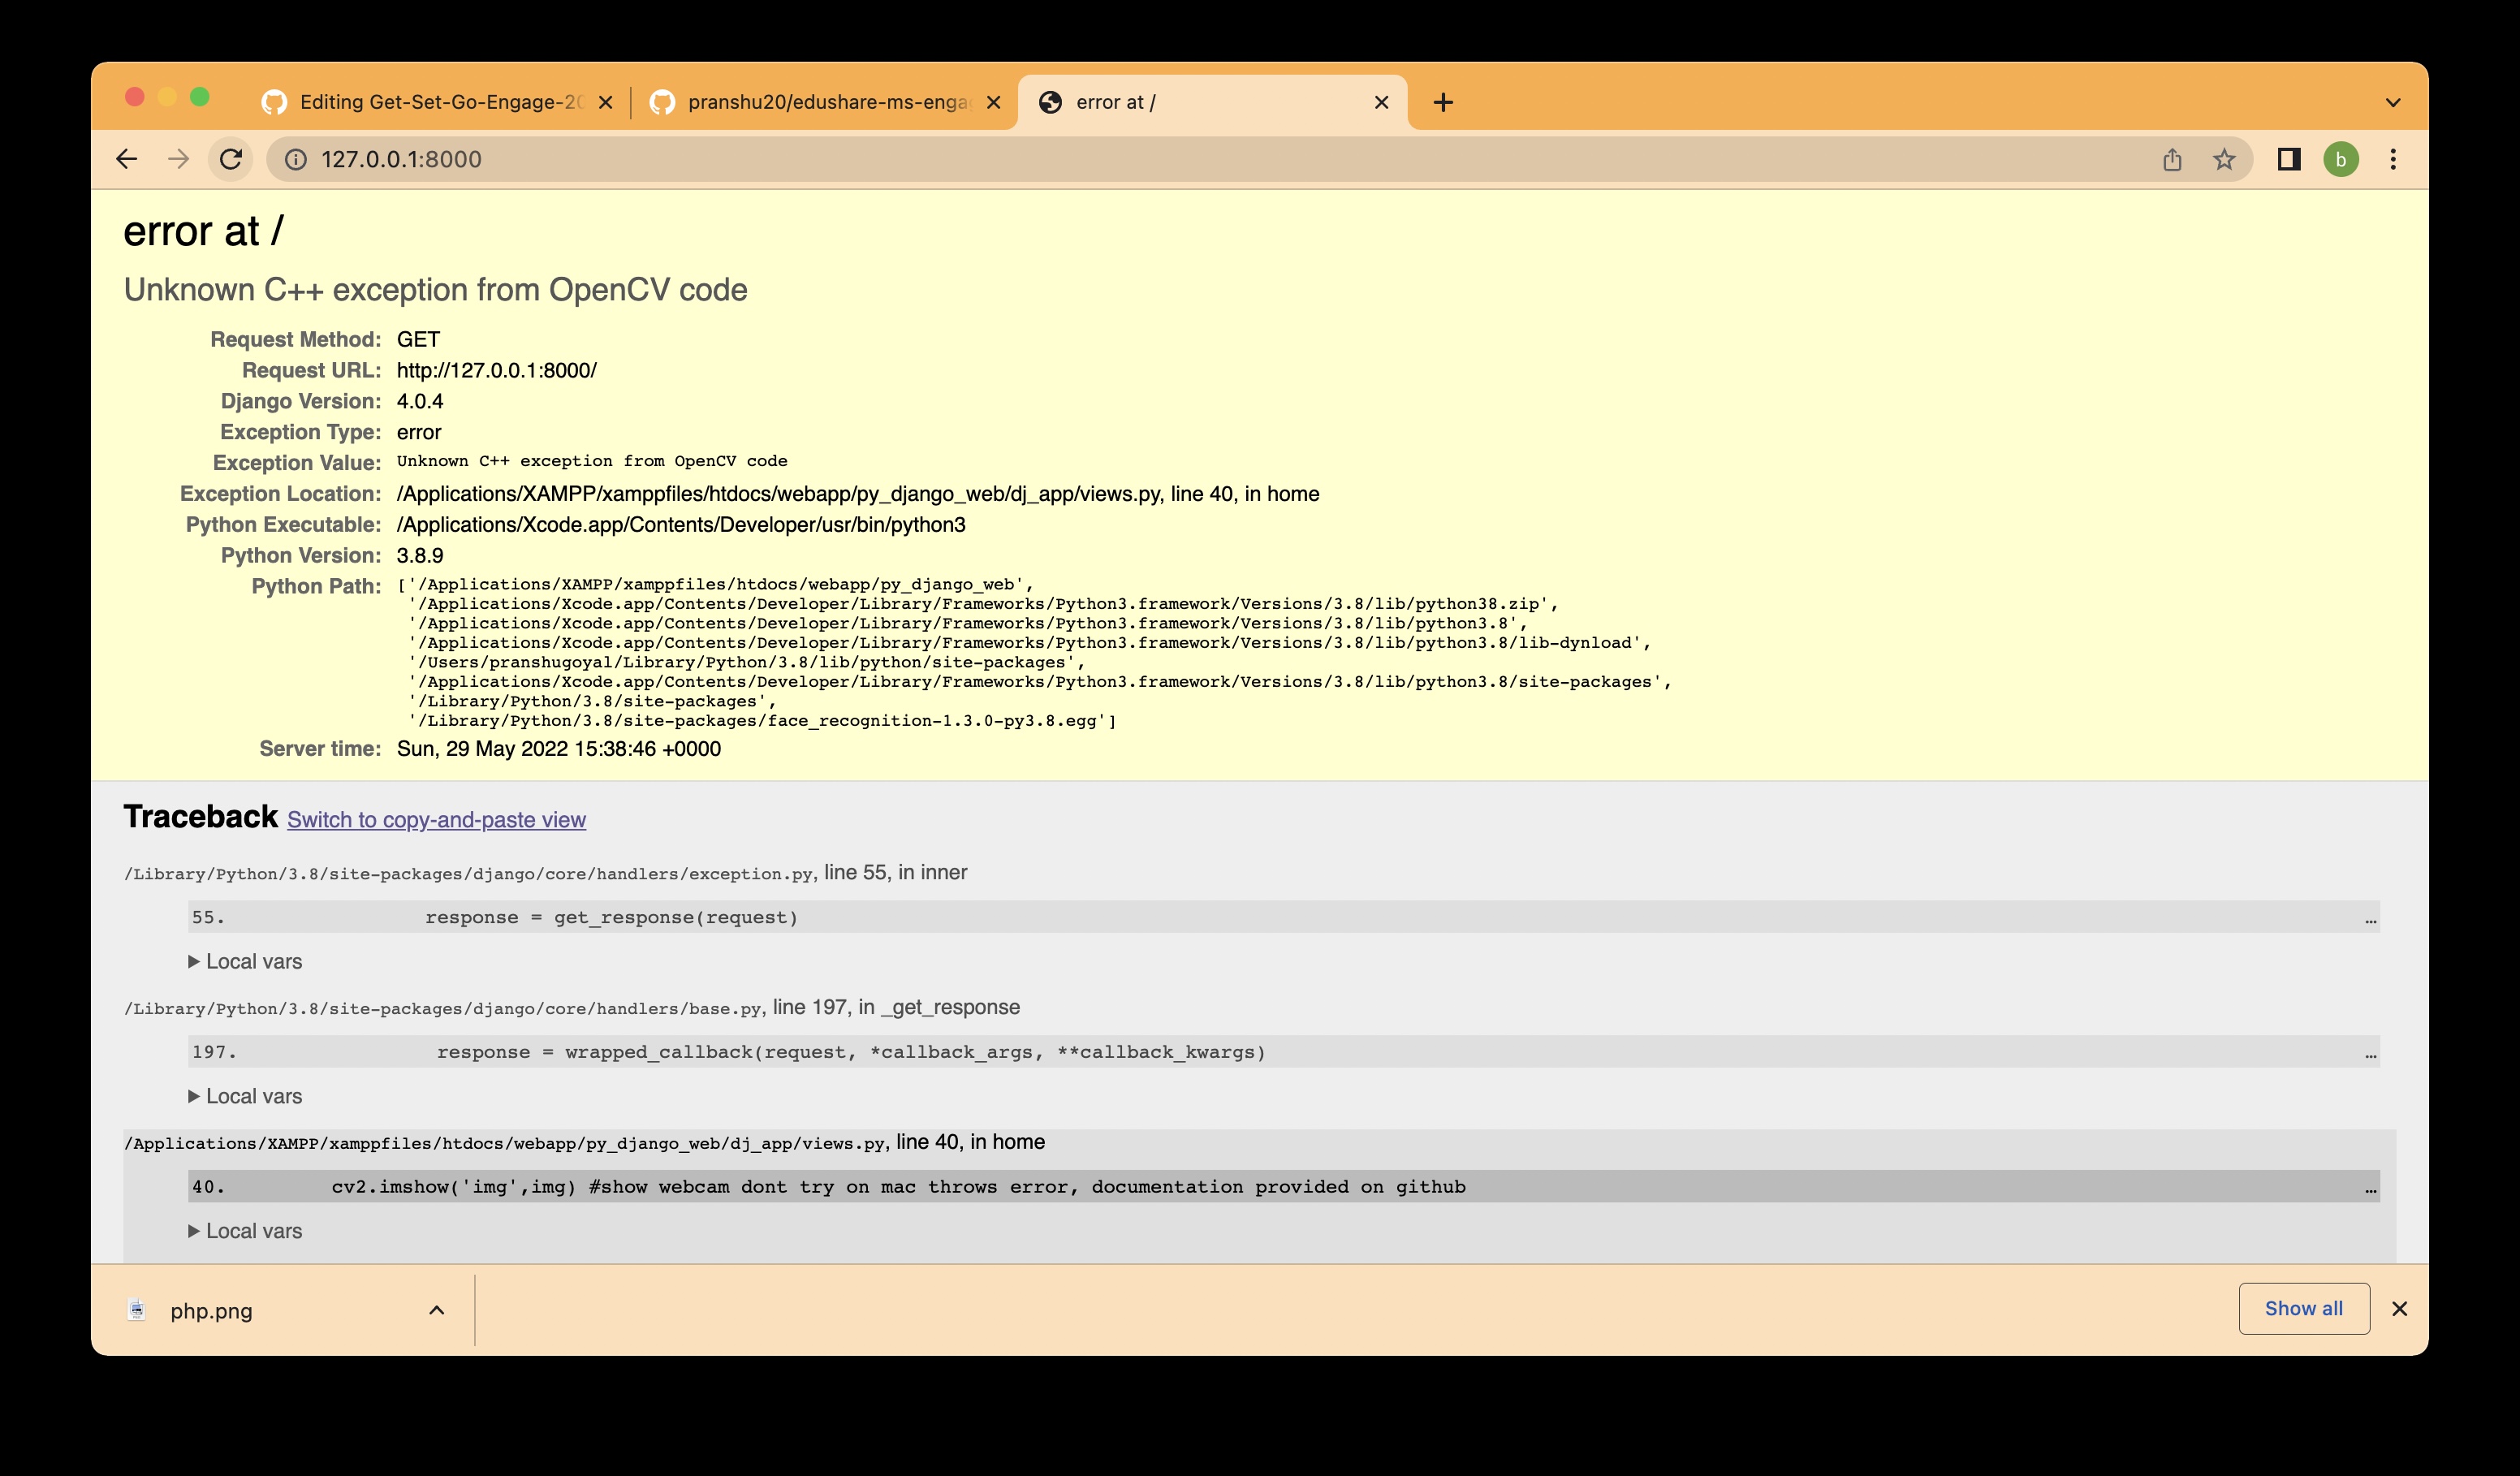 Editing Get-Set-Go-Engage-20
pranshu20/edushare-ms-enga
error at /
127.0.0.1:8000
b
error at /
Unknown C++ exception from OpenCV code
Request Method: GET
Request URL: http://127.0.0.1:8000/
Django Version: 4.0.4
Exception Type: error
Exception Value: Unknown C++ exception from OpenCV code
Exception Location: /Applications/XAMPP/xamppfiles/htdocs/webapp/py_django_web/dj_app/views.py, line 40, in home
Python Executable: /Applications/Xcode.app/Contents/Developer/usr/bin/python3
Python Version: 3.8.9
Python Path: ['/Applications/XAMPP/xamppfiles/htdocs/webapp/py_django_web',
'/Applications/Xcode.app/Contents/Developer/Library/Frameworks/Python3.framework/Versions/3.8/lib/python38.zip',
'/Applications/Xcode.app/Contents/Developer/Library/Frameworks/Python3.framework/Versions/3.8/lib/python3.8',
'/Applications/Xcode.app/Contents/Developer/Library/Frameworks/Python3.framework/Versions/3.8/lib/python3.8/lib-dynload',
'/Users/pranshugoyal/Library/Python/3.8/lib/python/site-packages',
'/Applications/Xcode.app/Contents/Developer/Library/Frameworks/Python3.framework/Versions/3.8/lib/python3.8/site-packages',
'/Library/Python/3.8/site-packages',
'/Library/Python/3.8/site-packages/face_recognition-1.3.0-py3.8.egg']
Server time: Sun, 29 May 2022 15:38:46 +0000
Traceback Switch to copy-and-paste view
/Library/Python/3.8/site-packages/django/core/handlers/exception.py, line 55, in inner
55. response = get_response(request) …
▶ Local vars
/Library/Python/3.8/site-packages/django/core/handlers/base.py, line 197, in _get_response
197. response = wrapped_callback(request, *callback_args, **callback_kwargs) …
▶ Local vars
/Applications/XAMPP/xamppfiles/htdocs/webapp/py_django_web/dj_app/views.py, line 40, in home
40. cv2.imshow('img',img) #show webcam dont try on mac throws error, documentation provided on github …
▶ Local vars
php.png
Show all